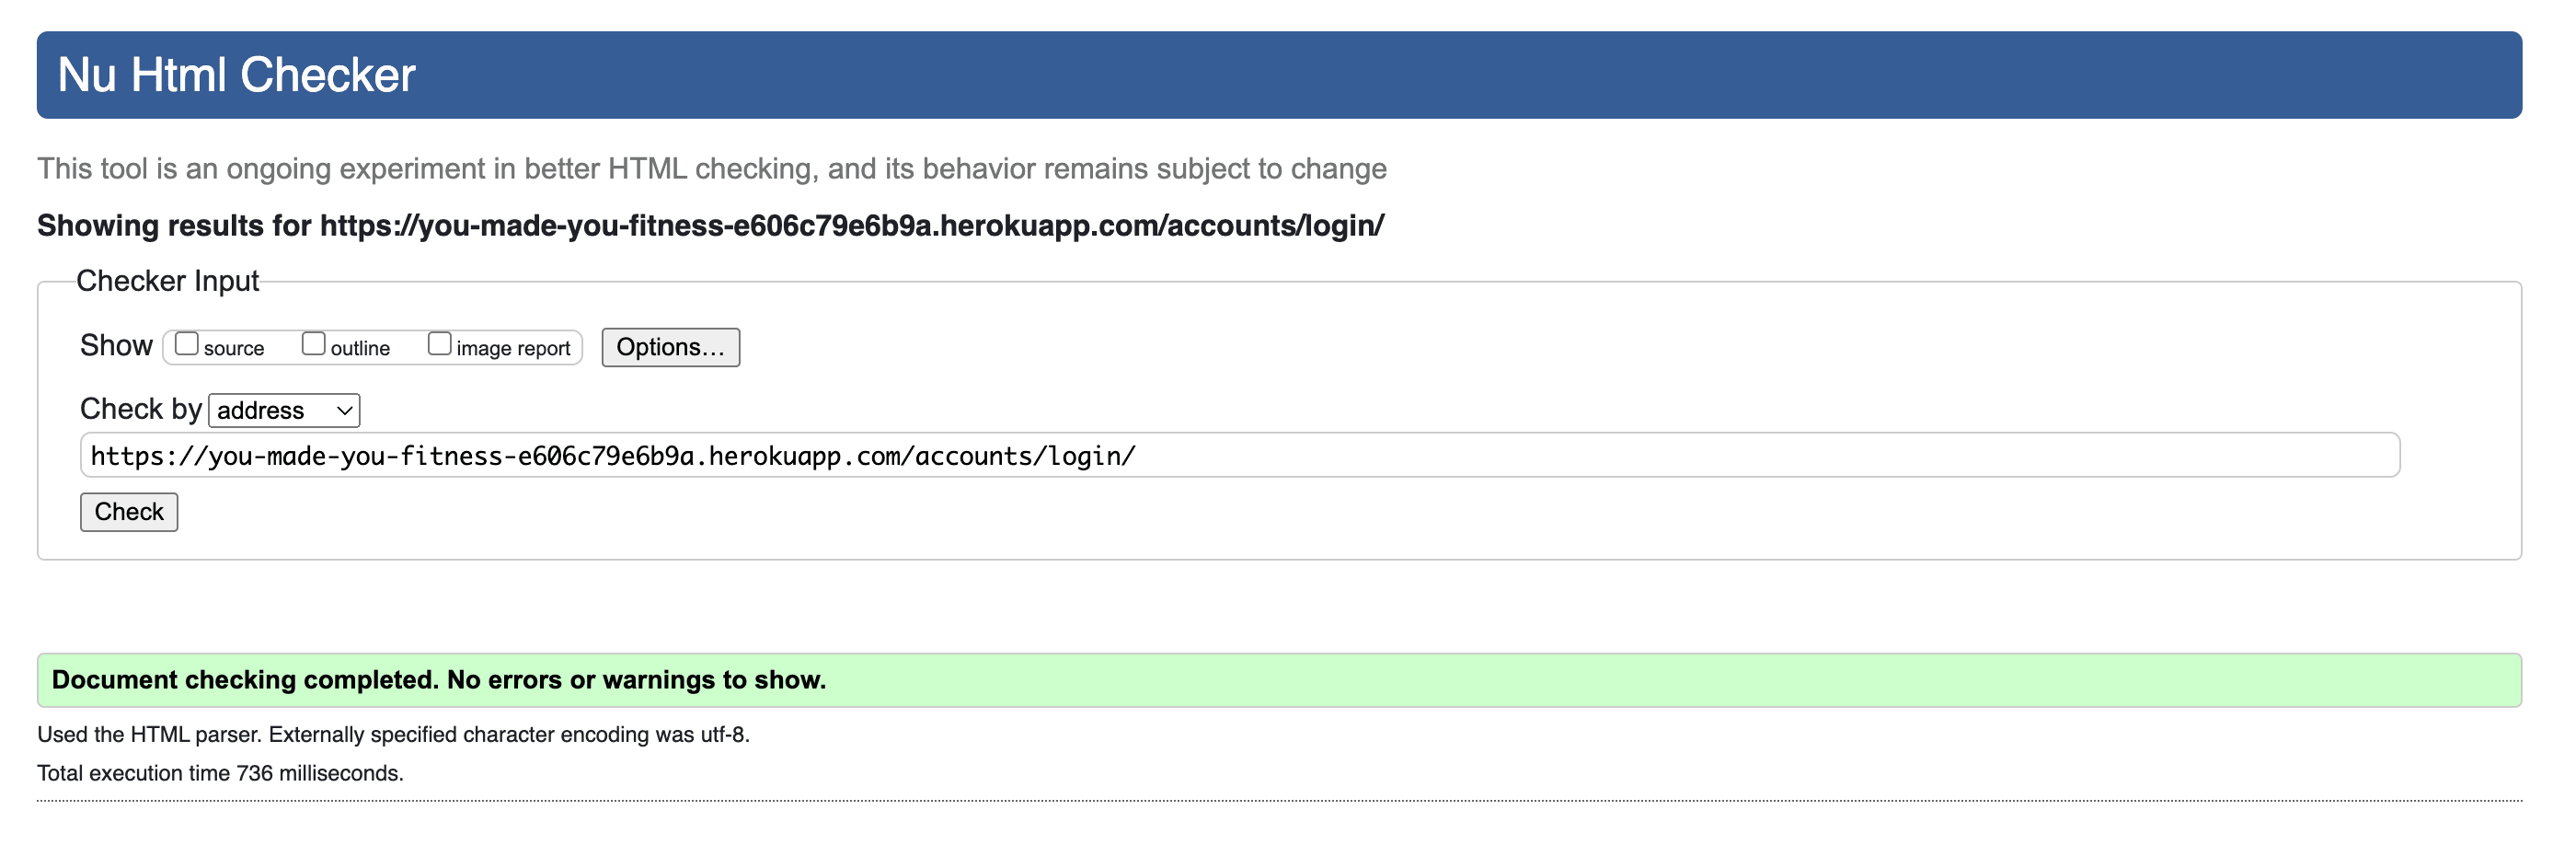 Nu Html Checker
This tool is an ongoing experiment in better HTML checking, and its behavior remains subject to change
Showing results for https://you-made-you-fitness-e606c79e6b9a.herokuapp.com/accounts/login/
Checker Input
Show source outline image report Options...
Check by address
https://you-made-you-fitness-e606c79e6b9a.herokuapp.com/accounts/login/
Check
Document checking completed. No errors or warnings to show.
Used the HTML parser. Externally specified character encoding was utf-8.
Total execution time 736 milliseconds.